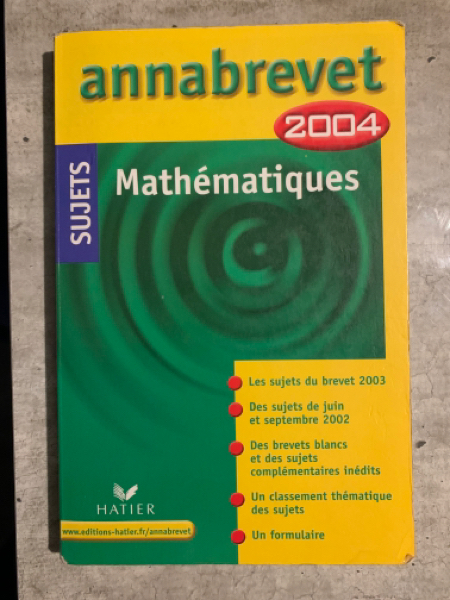 annabrevet
2004
SUJETS
Mathématiques
Les sujets du brevet 2003
Des sujets de juin
et septembre 2002
Des brevets blancs
et des sujets
complémentaires inédits
Un classement thématique
des sujets
Un formulaire
HATIER
www.editions-hatier.fr/annabrevet